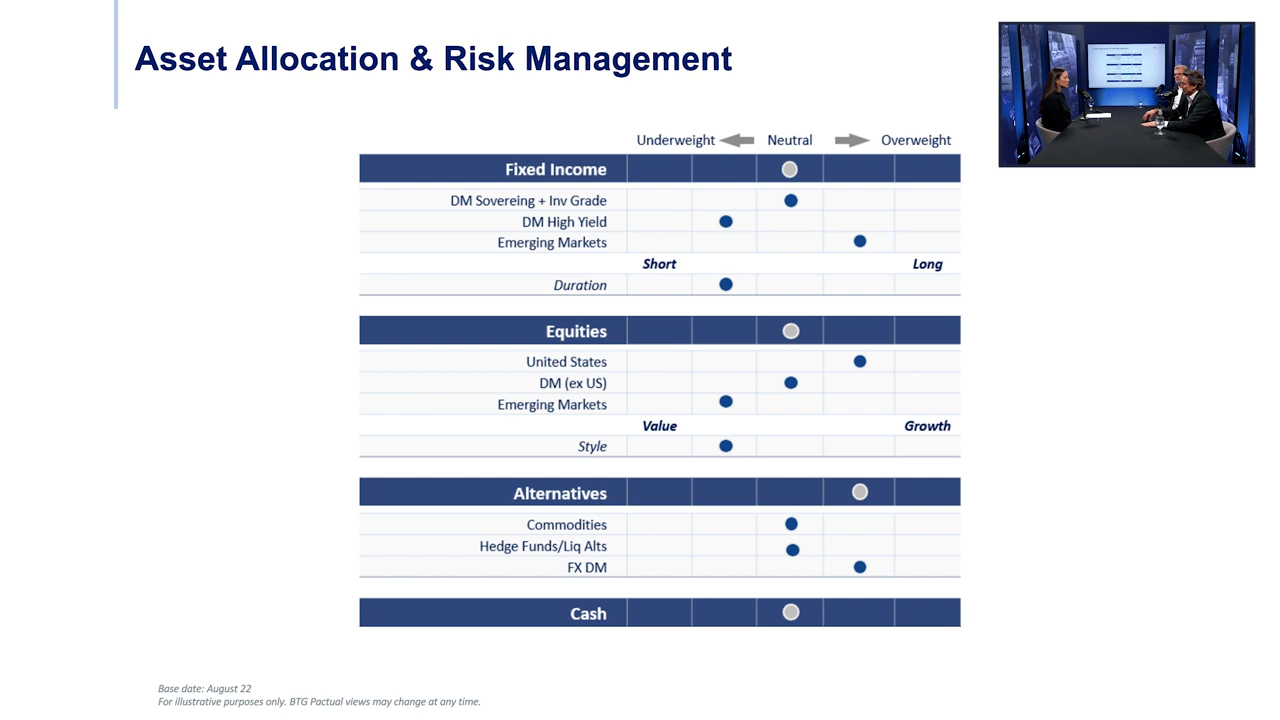 Asset Allocation & Risk Management
Underweight Neutral Overweight
Fixed Income
DM Sovereing + Inv Grade
DM High Yield
Emerging Markets
Short Long
Duration
Equities
United States
DM (ex US)
Emerging Markets
Value Growth
Style
Alternatives
Commodities
Hedge Funds/Liq Alts
FX DM
Cash
Base date: August 22
For illustrative purposes only. BTG Pactual views may change at any time.